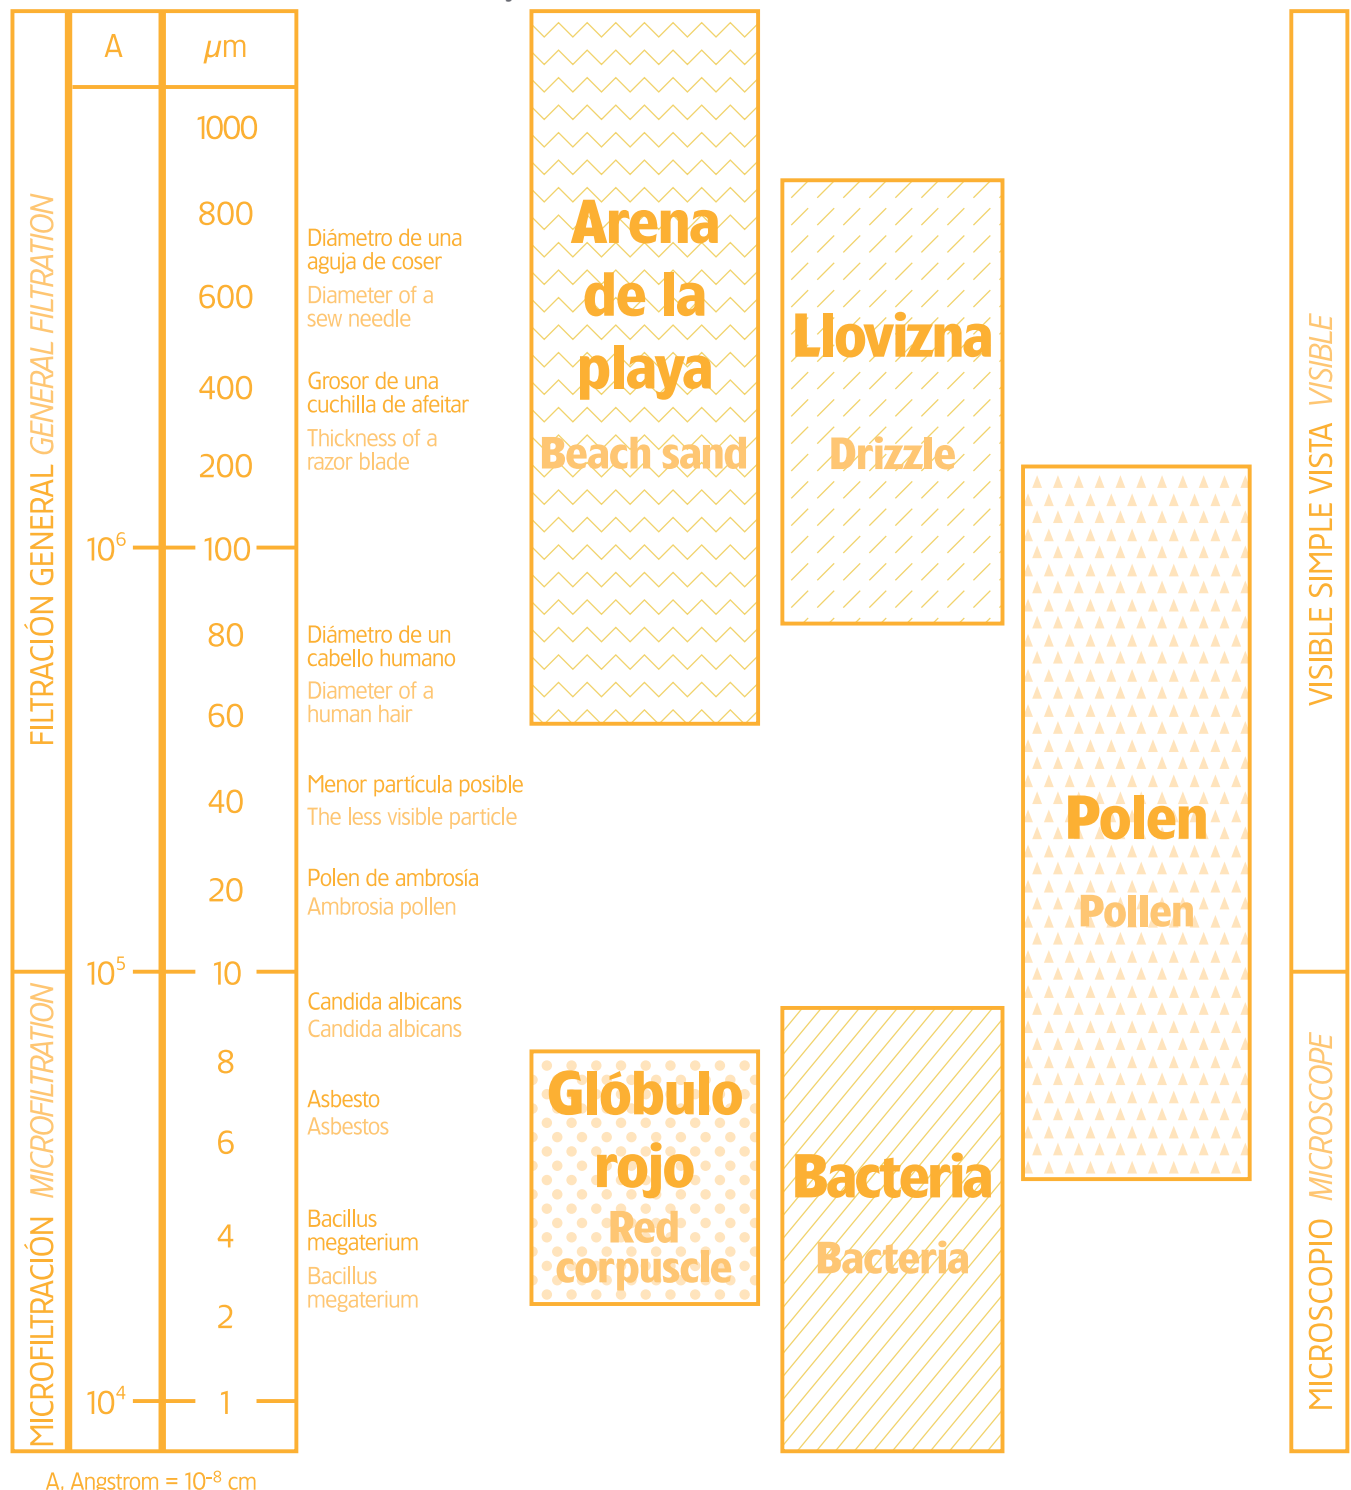 A
μm
1000
800
600
400
200
10⁶
100
80
60
40
20
10⁵
10
8
6
4
2
10⁴
1
FILTRACIÓN GENERAL GENERAL FILTRATION
MICROFILTRACIÓN MICROFILTRATION
Diámetro de una
aguja de coser
Diameter of a
sew needle
Grosor de una
cuchilla de afeitar
Thickness of a
razor blade
Diámetro de un
cabello humano
Diameter of a
human hair
Menor partícula posible
The less visible particle
Polen de ambrosía
Ambrosia pollen
Candida albicans
Candida albicans
Asbesto
Asbestos
Bacillus
megaterium
Bacillus
megaterium
Arena
de la
playa
Beach sand
Llovizna
Drizzle
Polen
Pollen
Glóbulo
rojo
Red
corpuscle
Bacteria
Bacteria
VISIBLE SIMPLE VISTA VISIBLE
MICROSCOPIO MICROSCOPE
A. Angstrom = 10⁻⁸ cm